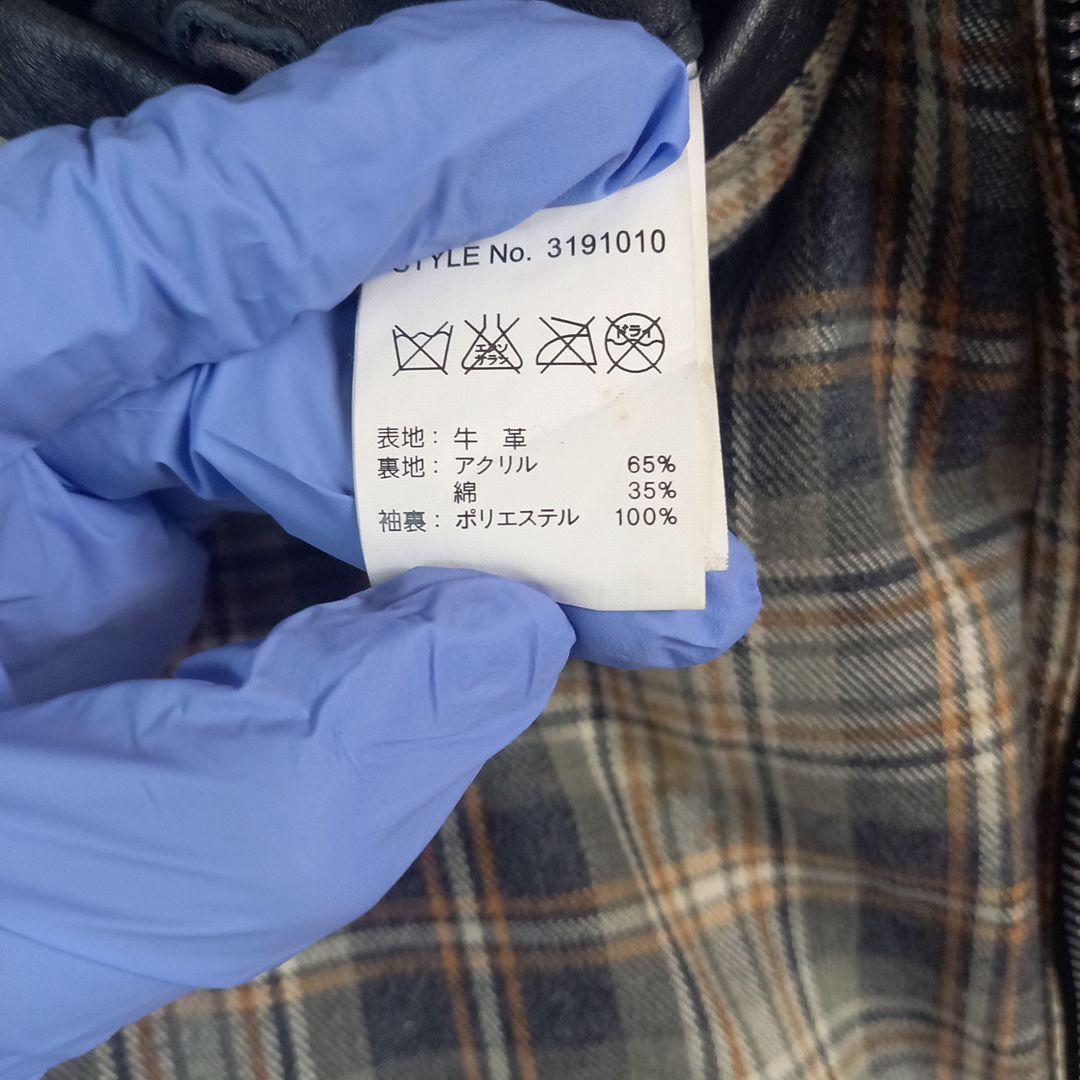 STYLE No. 3191010
エンソ
サラシ
ドライ
表地: 牛 革
裏地: アクリル 65%
綿 35%
袖裏: ポリエステル 100%